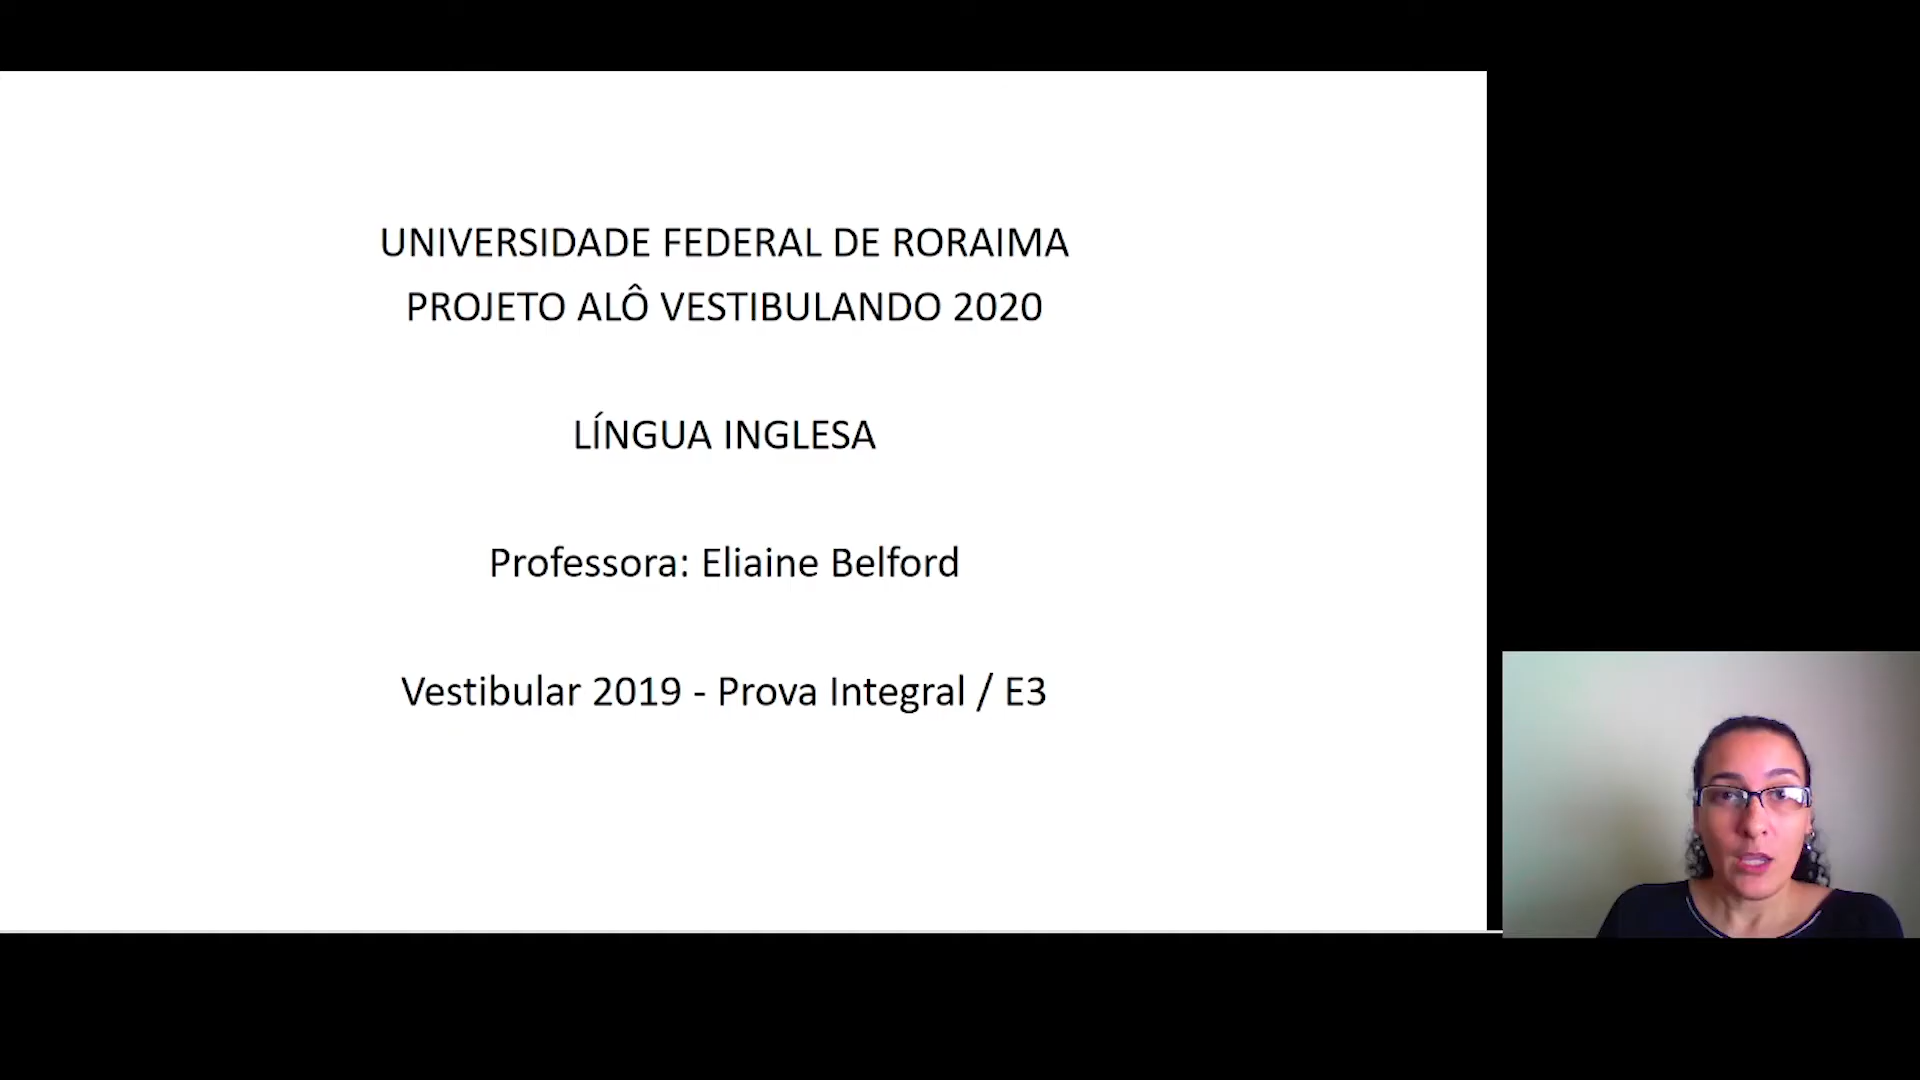 UNIVERSIDADE FEDERAL DE RORAIMA
PROJETO ALÔ VESTIBULANDO 2020
LÍNGUA INGLESA
Professora: Eliaine Belford
Vestibular 2019 - Prova Integral / E3